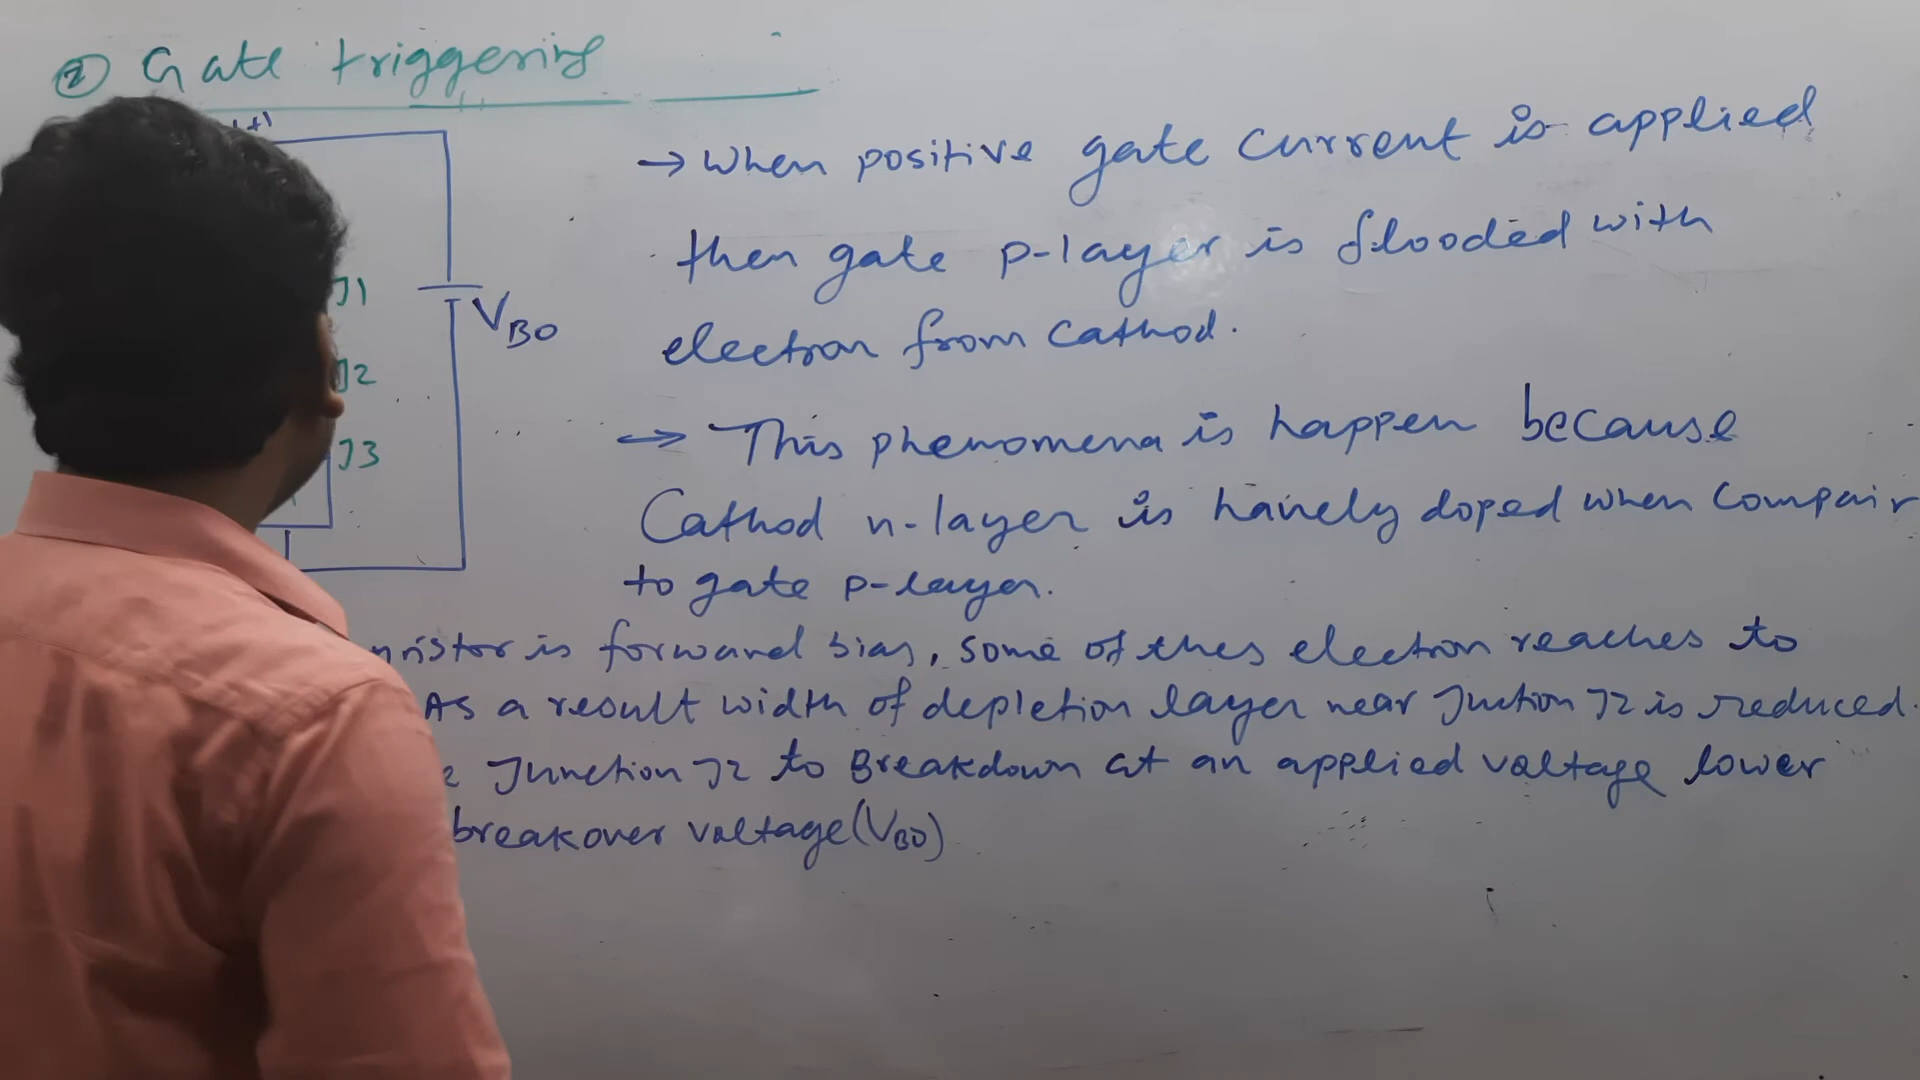 ② Gate triggering
(+)
→ When positive gate current is applied
then gate p-layer is flooded with
J1
VBO
electron from Cathod.
J2
→ This phenomena is happen because
J3
Cathod n-layer is havely doped when Compair
to gate p-layer.
is forward bias, some of thes electron reaches to
As a result width of depletion layer near Juction J2 is reduced.
Junction J2 to Breakdown at an applied voltage lower
breakover voltage (VBO)